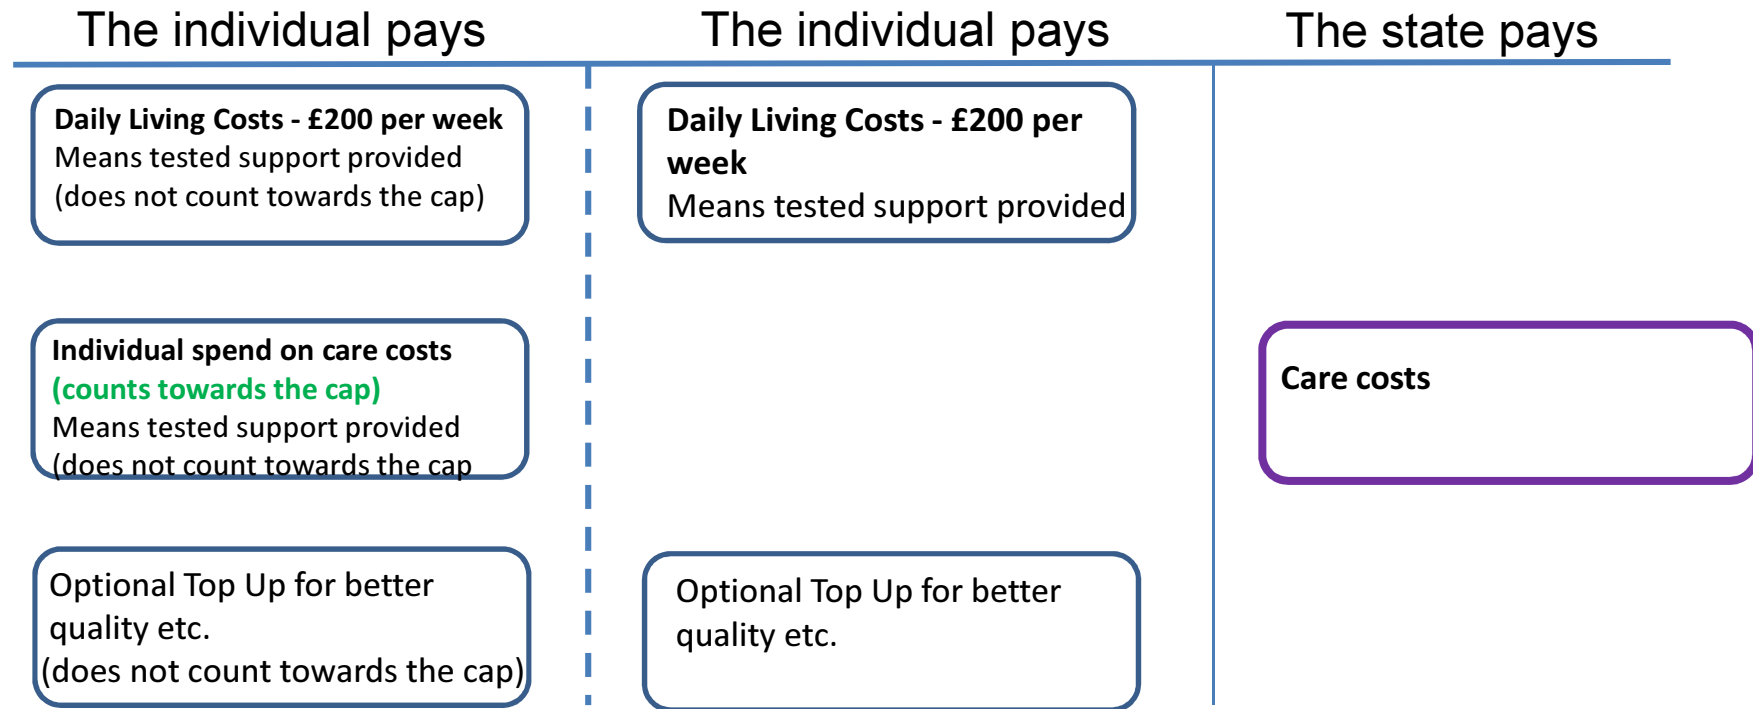 The individual pays
The individual pays
The state pays
Daily Living Costs - £200 per week
Means tested support provided
(does not count towards the cap)
Daily Living Costs - £200 per
week
Means tested support provided
Individual spend on care costs
(counts towards the cap)
Means tested support provided
(does not count towards the cap
Care costs
Optional Top Up for better
quality etc.
(does not count towards the cap)
Optional Top Up for better
quality etc.